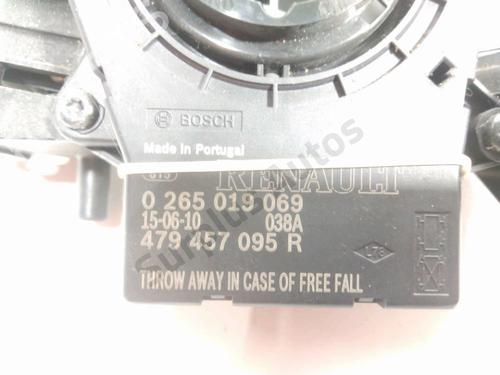 BOSCH
Made in Portugal
RENAULT
0 265 019 069
15-06-10 038A
479 457 095 R
THROW AWAY IN CASE OF FREE FALL